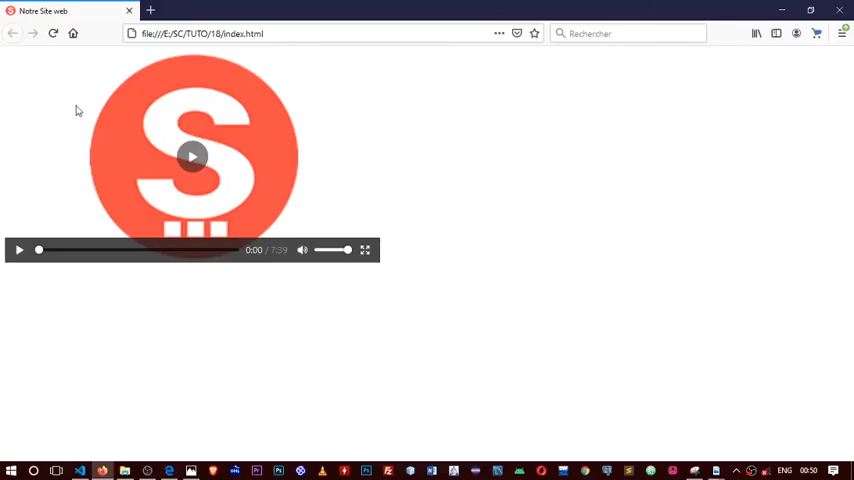 Notre Site web
file:///E:/SC/TUTO/18/index.html
Rechercher
S
0:00 / 7:39
ENG 00:50